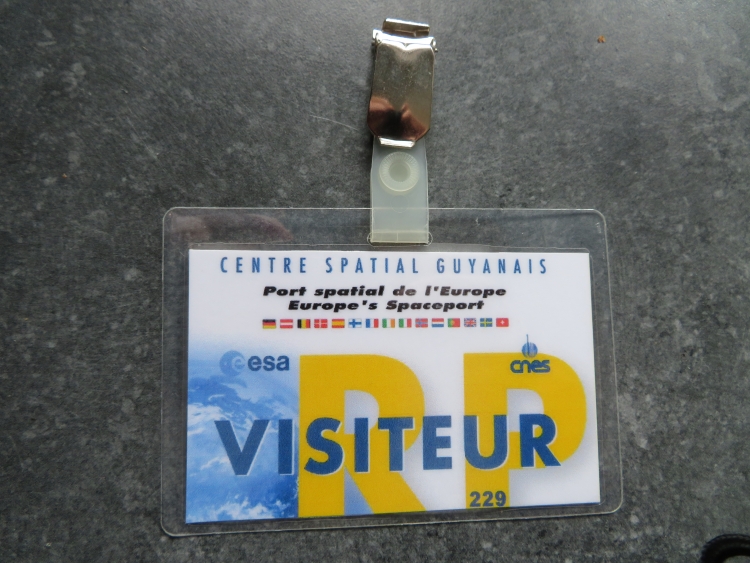 CENTRE SPATIAL GUYANAIS
Port spatial de l'Europe
Europe's Spaceport
esa
cnes
RP
VISITEUR
229